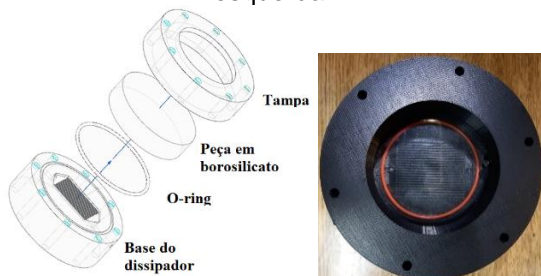 Tampa
Peça em
borosilicato
O-ring
Base do
dissipador